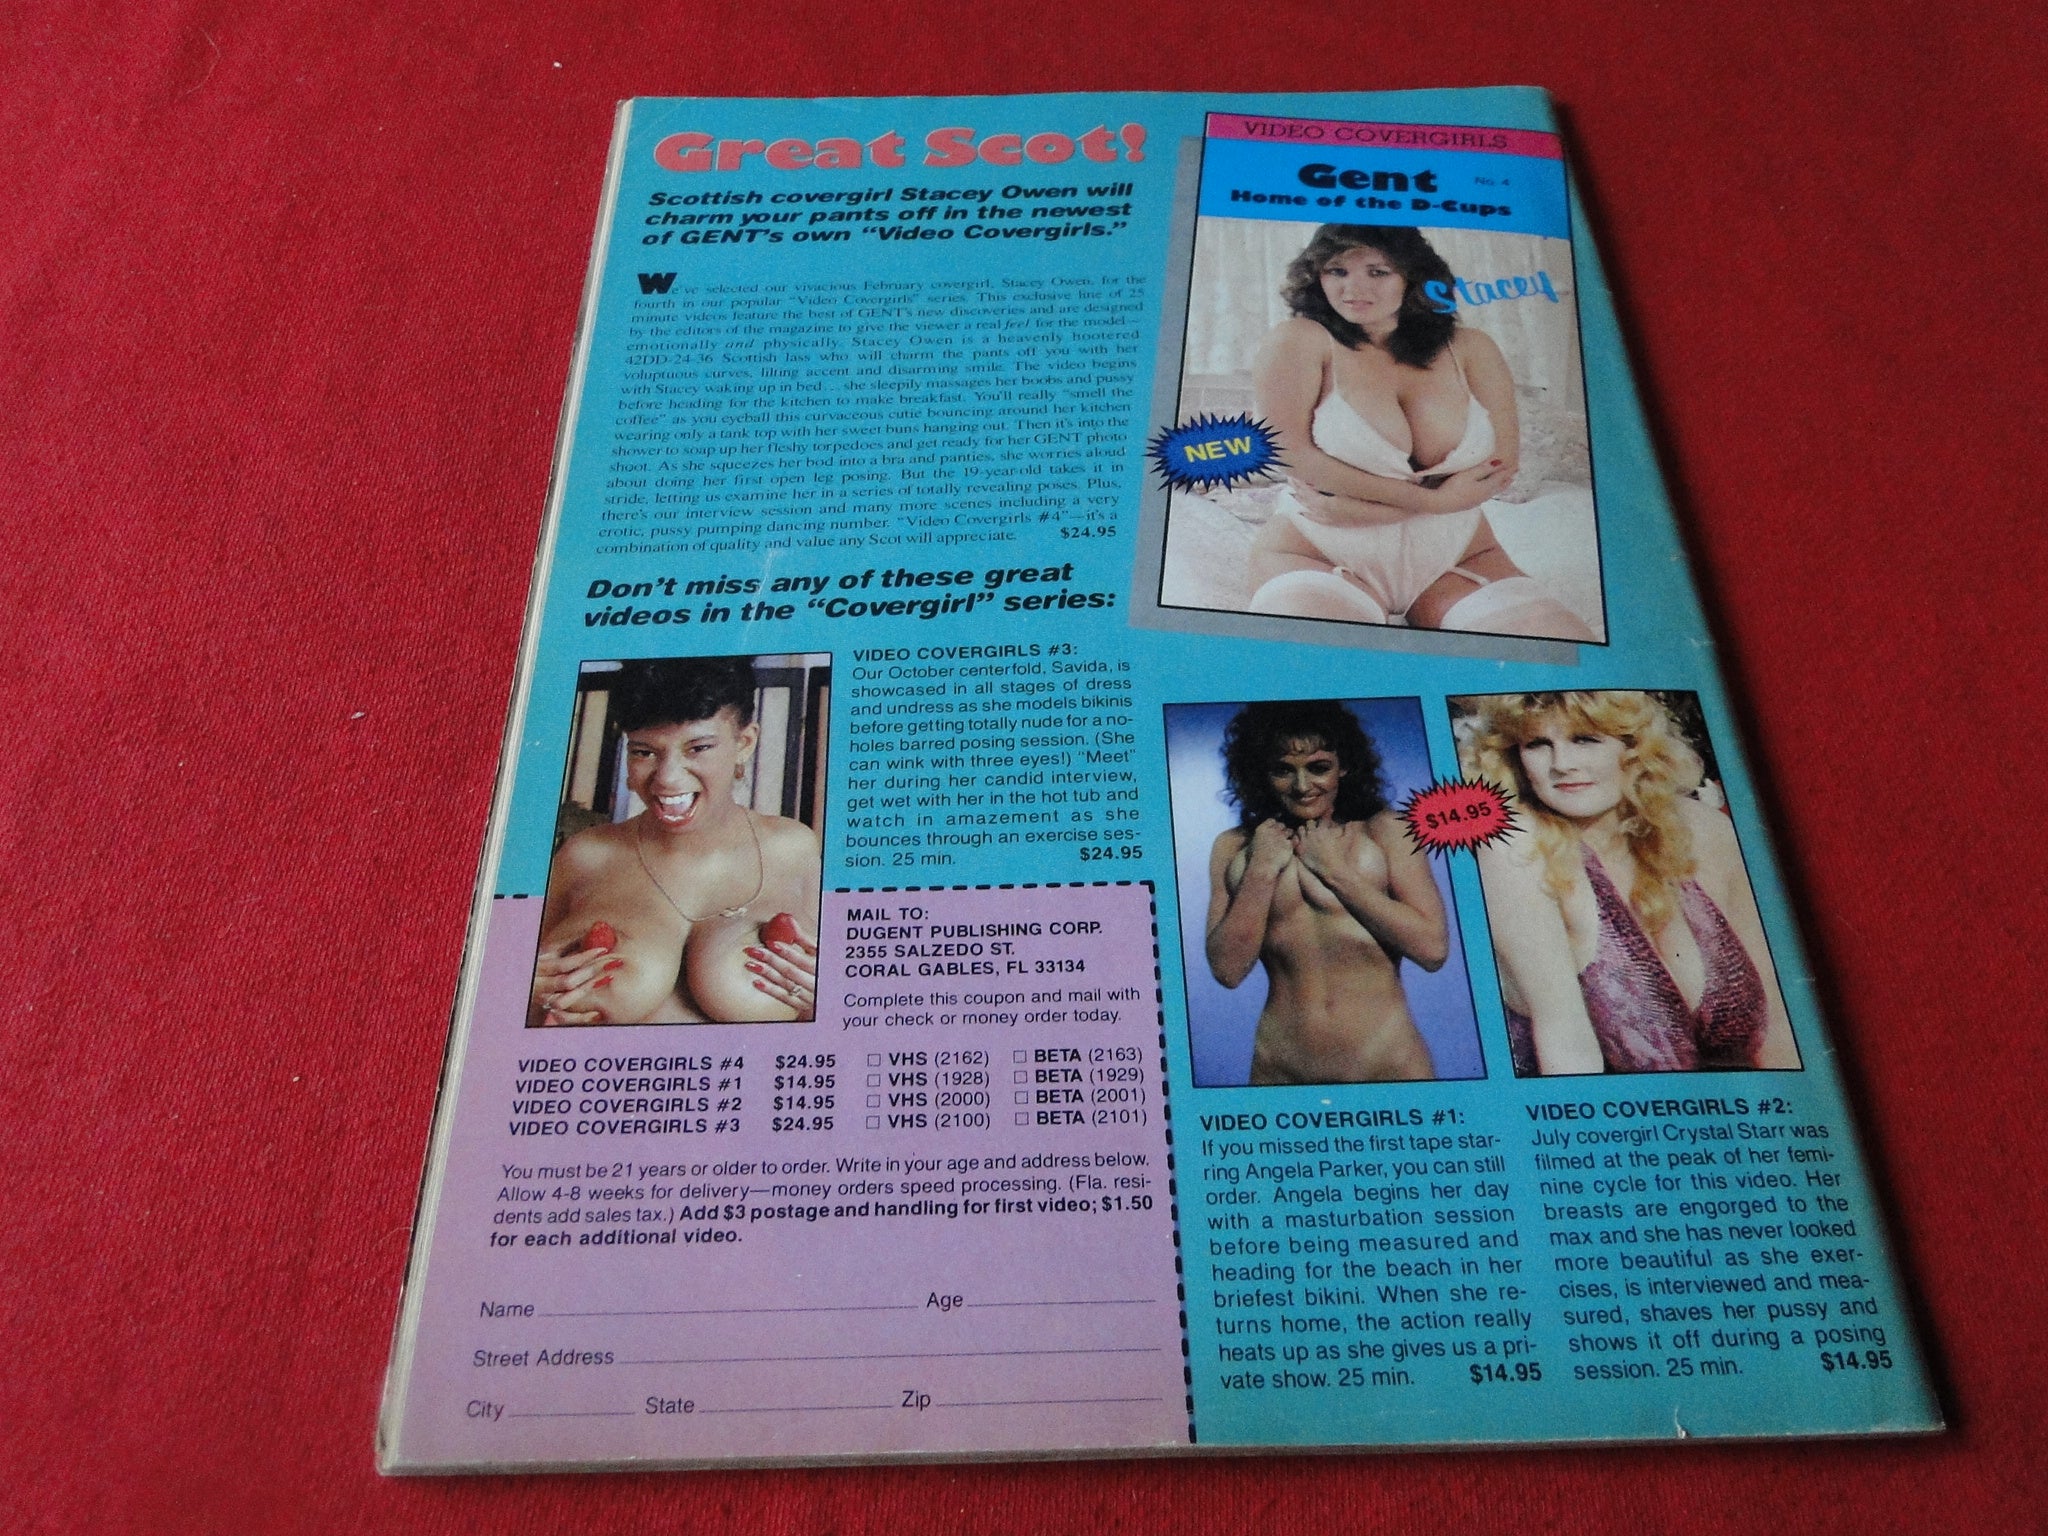 Great Scot!
Scottish covergirl Stacey Owen will
charm your pants off in the newest
of GENT's own "Video Covergirls."
We've selected our vivacious February covergirl, Stacey Owen, for the
fourth in our popular "Video Covergirls" series. This exclusive line of 25
minute videos feature the best of GENT's new discoveries and are designed
by the editors of the magazine to give the viewer a real feel for the model—
emotionally and physically. Stacey Owen is a heavenly hootered
42DD-24-36 Scottish lass who will charm the pants off you with her
voluptuous curves, lilting accent and disarming smile. The video begins
with Stacey waking up in bed... she sleepily massages her boobs and pussy
before heading for the kitchen to make breakfast. You'll really "smell the
coffee" as you eyeball this curvaceous cutie bouncing around her kitchen
wearing only a tank top with her sweet buns hanging out. Then it's into the
shower to soap up her fleshy torpedoes and get ready for her GENT photo
shoot. As she squeezes her bod into a bra and panties, she worries aloud
about doing her first open leg posing. But the 19-year-old takes it in
stride, letting us examine her in a series of totally revealing poses. Plus,
there's our interview session and many more scenes including a very
erotic, pussy pumping dancing number. "Video Covergirls #4"—it's a
combination of quality and value any Scot will appreciate. $24.95
VIDEO COVERGIRLS
Gent No. 4
Home of the D-Cups
Stacey
NEW
Don't miss any of these great
videos in the "Covergirl" series:
VIDEO COVERGIRLS #3:
Our October centerfold, Savida, is
showcased in all stages of dress
and undress as she models bikinis
before getting totally nude for a no-
holes barred posing session. (She
can wink with three eyes!) "Meet"
her during her candid interview,
get wet with her in the hot tub and
watch in amazement as she
bounces through an exercise ses-
sion. 25 min. $24.95
MAIL TO:
DUGENT PUBLISHING CORP.
2355 SALZEDO ST.
CORAL GABLES, FL 33134
Complete this coupon and mail with
your check or money order today.
VIDEO COVERGIRLS #4 $24.95 □ VHS (2162) □ BETA (2163)
VIDEO COVERGIRLS #1 $14.95 □ VHS (1928) □ BETA (1929)
VIDEO COVERGIRLS #2 $14.95 □ VHS (2000) □ BETA (2001)
VIDEO COVERGIRLS #3 $24.95 □ VHS (2100) □ BETA (2101)
You must be 21 years or older to order. Write in your age and address below.
Allow 4-8 weeks for delivery—money orders speed processing. (Fla. resi-
dents add sales tax.) Add $3 postage and handling for first video; $1.50
for each additional video.
Name Age
Street Address
City State Zip
$14.95
VIDEO COVERGIRLS #1:
If you missed the first tape star-
ring Angela Parker, you can still
order. Angela begins her day
with a masturbation session
before being measured and
heading for the beach in her
briefest bikini. When she re-
turns home, the action really
heats up as she gives us a pri-
vate show. 25 min. $14.95
VIDEO COVERGIRLS #2:
July covergirl Crystal Starr was
filmed at the peak of her femi-
nine cycle for this video. Her
breasts are engorged to the
max and she has never looked
more beautiful as she exer-
cises, is interviewed and mea-
sured, shaves her pussy and
shows it off during a posing
session. 25 min. $14.95